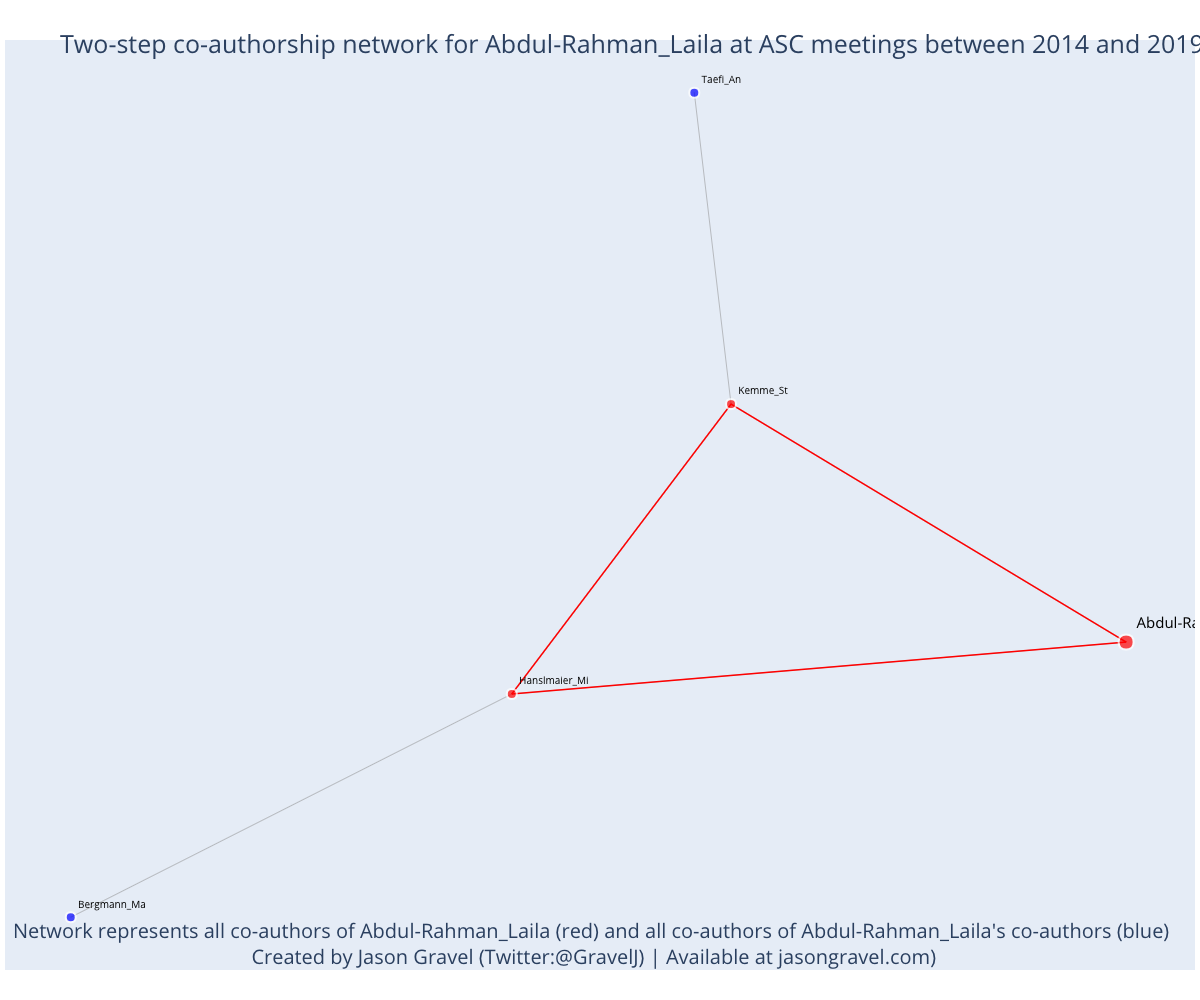 Two-step co-authorship network for Abdul-Rahman_Laila at ASC meetings between 2014 and 2019
Taefi_An
Kemme_St
Abdul-Ra
Hanslmaier_Mi
Bergmann_Ma
Network represents all co-authors of Abdul-Rahman_Laila (red) and all co-authors of Abdul-Rahman_Laila's co-authors (blue)
Created by Jason Gravel (Twitter:@GravelJ) | Available at jasongravel.com)